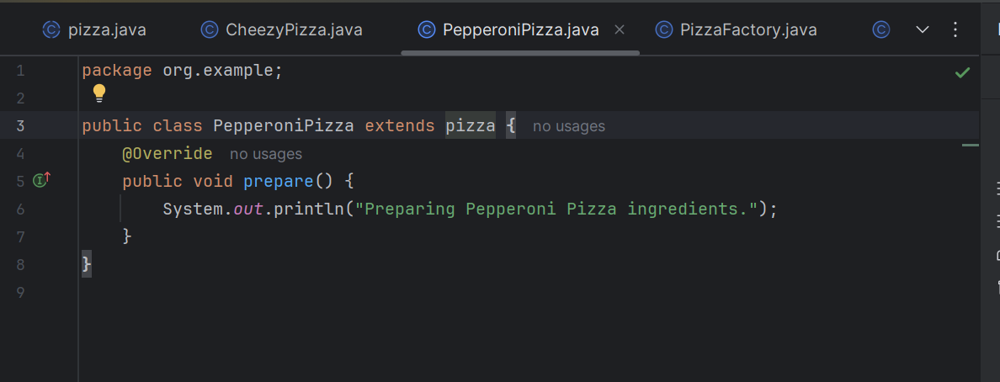 pizza.java CheezyPizza.java PepperoniPizza.java PizzaFactory.java
1 package org.example;
2
3 public class PepperoniPizza extends pizza { no usages
4 @Override no usages
5 public void prepare() {
6 System.out.println("Preparing Pepperoni Pizza ingredients.");
7 }
8 }
9